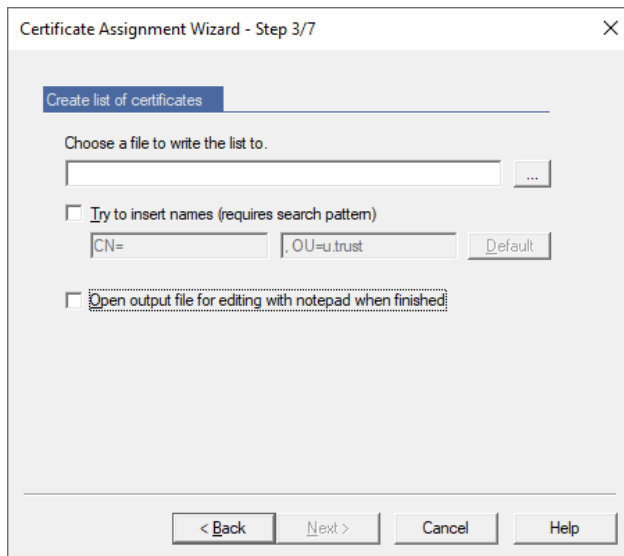 Certificate Assignment Wizard - Step 3/7
Create list of certificates
Choose a file to write the list to.
...
Try to insert names (requires search pattern)
CN= , OU=u.trust Default
Open output file for editing with notepad when finished
< Back Next > Cancel Help